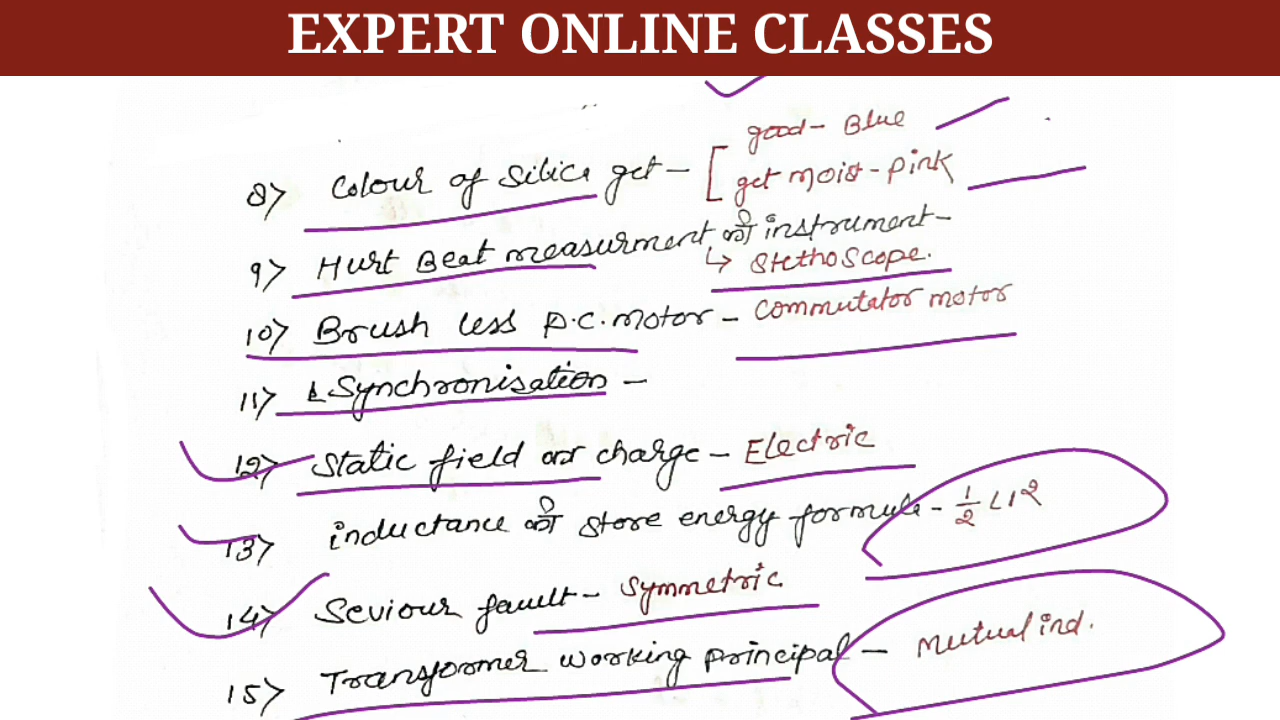 EXPERT ONLINE CLASSES
good- Blue
8> Colour of Silica gel - [ get moist - pink
9> Hurt Beat measurment की instrument-
↳ Stethoscope.
10> Brush less D.C. motor - Commutator motor
11> Synchronisation -
12> Static field का charge - Electric
13> inductance की store energy formula - 1/2 LI2
14> Seviour fault - Symmetric
15> Transformer working principal - Mutual ind.